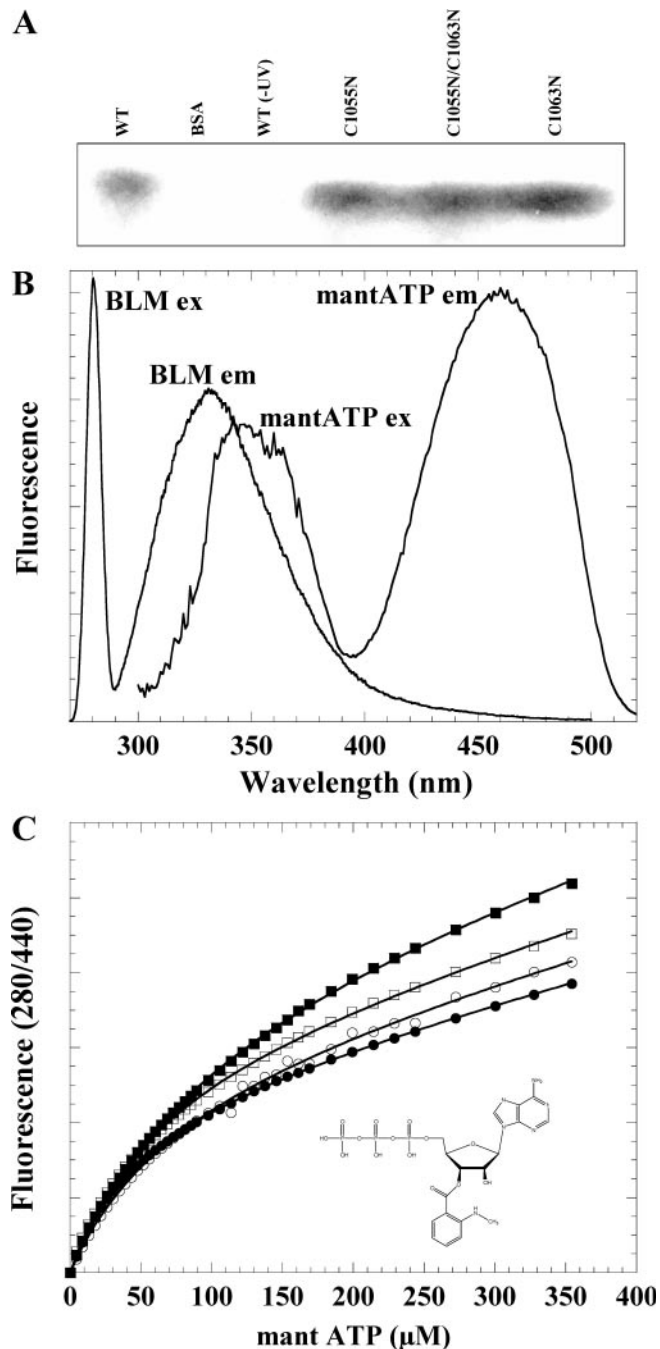 A
WT
BSA
WT (-UV)
C1055N
C1055N/C1063N
C1063N
B
BLM ex
mantATP em
BLM em
mantATP ex
Fluorescence
300 350 400 450 500
Wavelength (nm)
C
Fluorescence (280/440)
0 50 100 150 200 250 300 350 400
mant ATP (µM)